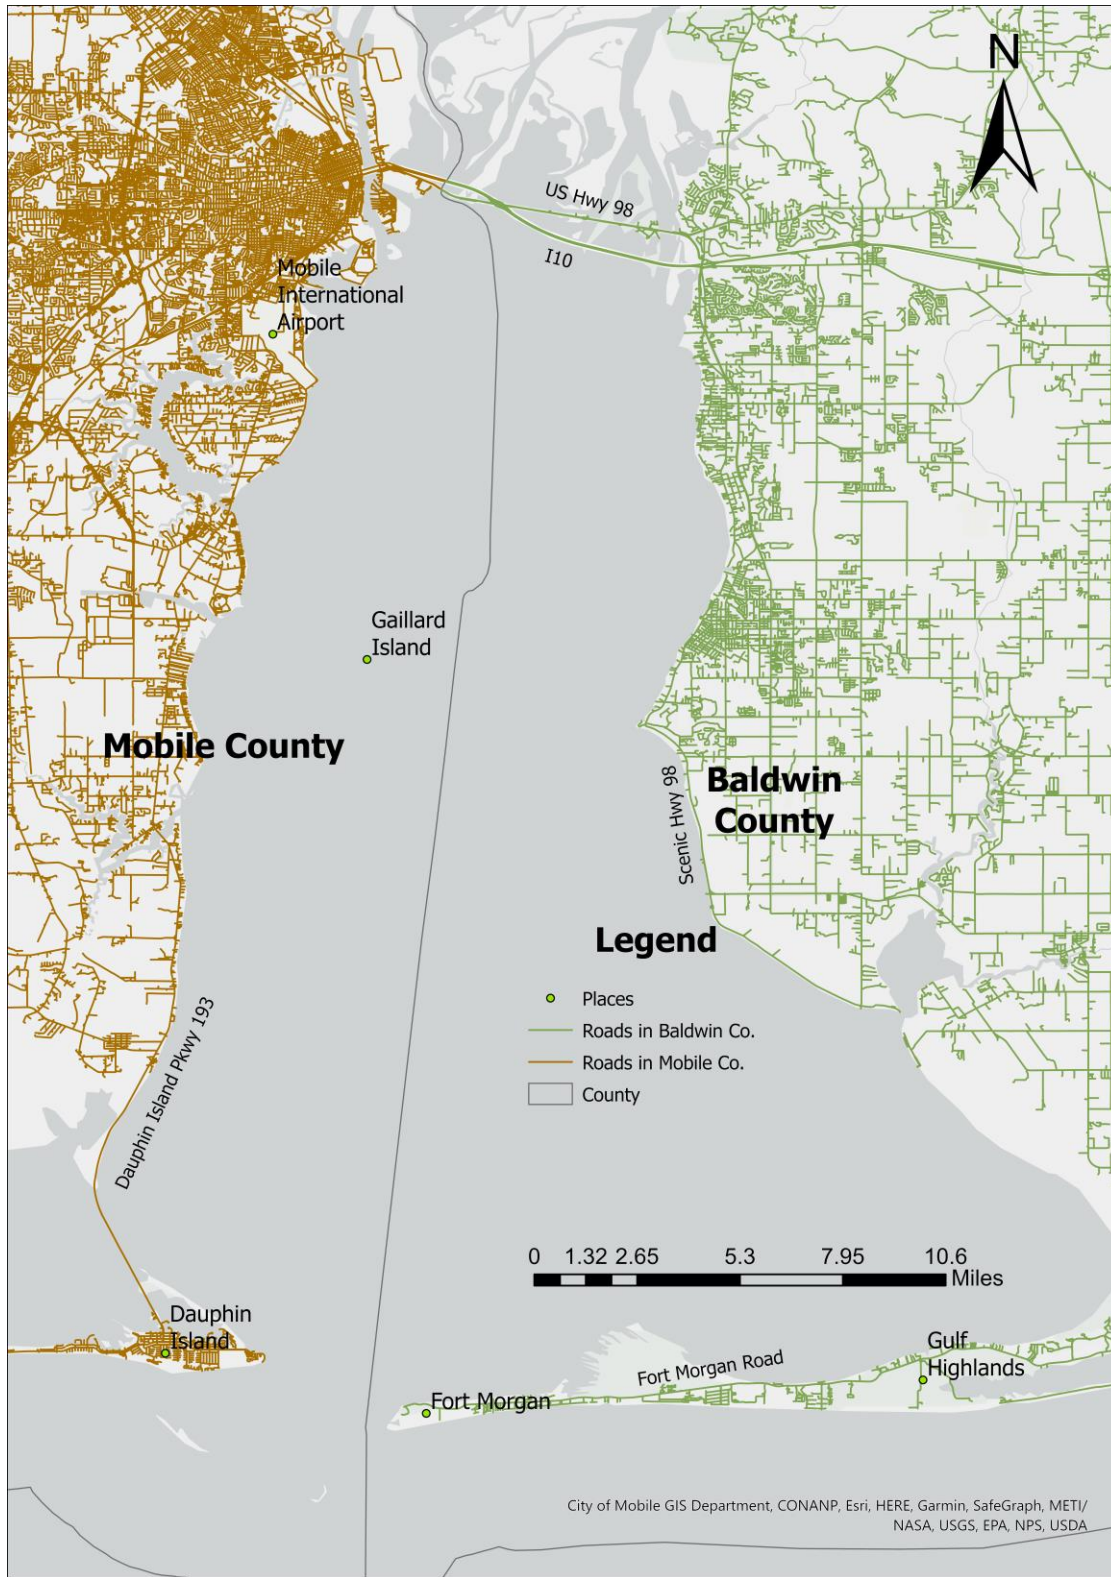 N
US Hwy 98
I10
Mobile
International
Airport
Gaillard
Island
Mobile County
Baldwin
County
Scenic Hwy 98
Legend
Places
Roads in Baldwin Co.
Roads in Mobile Co.
County
Dauphin Island Pkwy 193
0 1.32 2.65 5.3 7.95 10.6
Miles
Dauphin
Island
Gulf
Highlands
Fort Morgan Road
Fort Morgan
City of Mobile GIS Department, CONANP, Esri, HERE, Garmin, SafeGraph, METI/
NASA, USGS, EPA, NPS, USDA